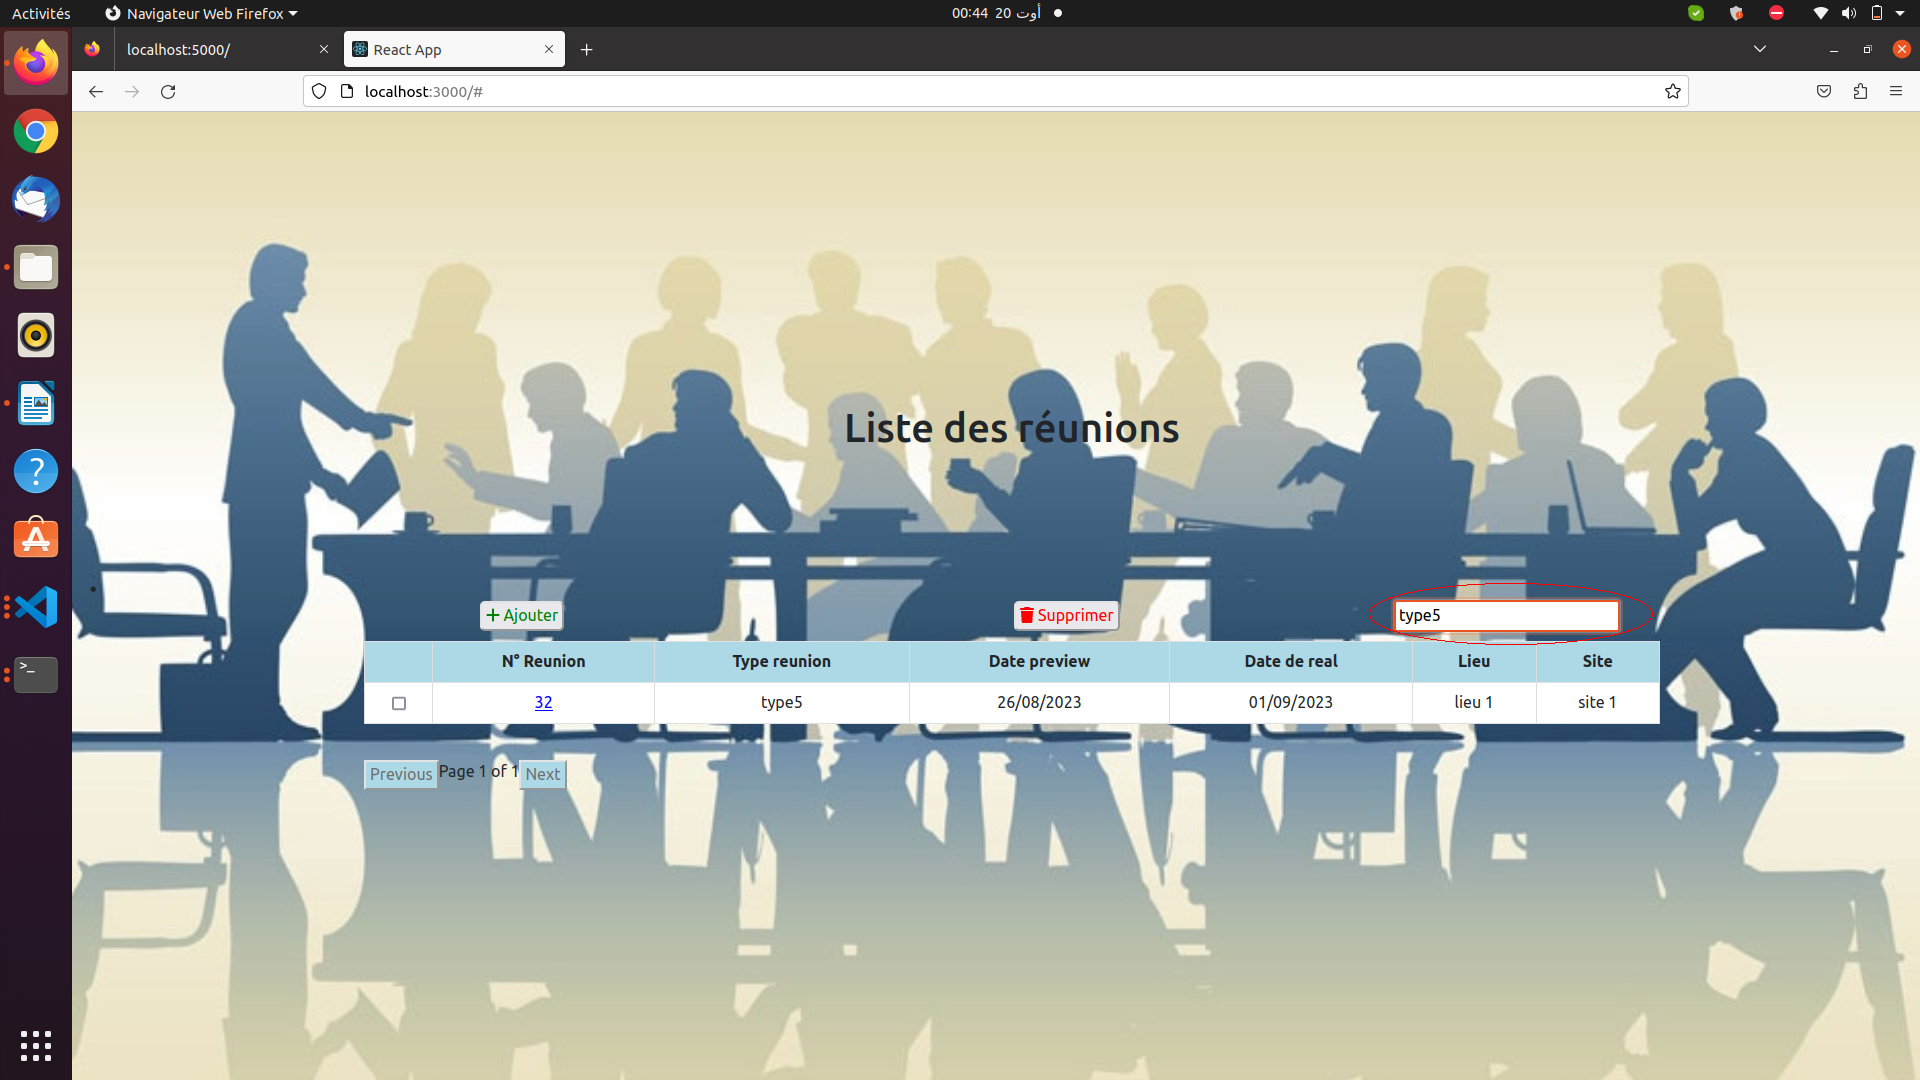 Activités Navigateur Web Firefox 00:44 20 أوت
localhost:5000/ React App
localhost:3000/#
Liste des réunions
Ajouter Supprimer type5
N° Reunion Type reunion Date preview Date de real Lieu Site
32 type5 26/08/2023 01/09/2023 lieu 1 site 1
Previous Page 1 of 1 Next